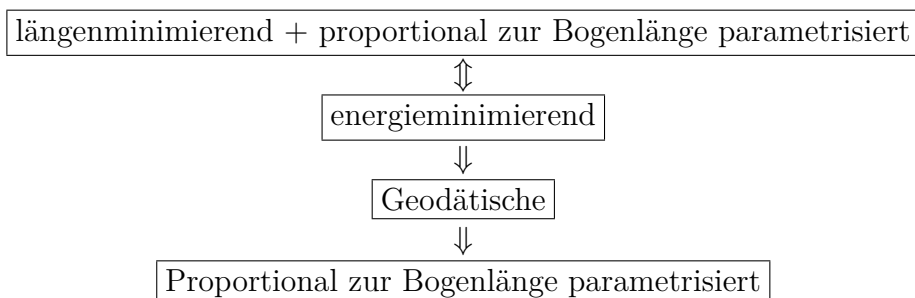 längenminimierend + proportional zur Bogenlänge parametrisiert
⇕
energieminimierend
⇓
Geodätische
⇓
Proportional zur Bogenlänge parametrisiert